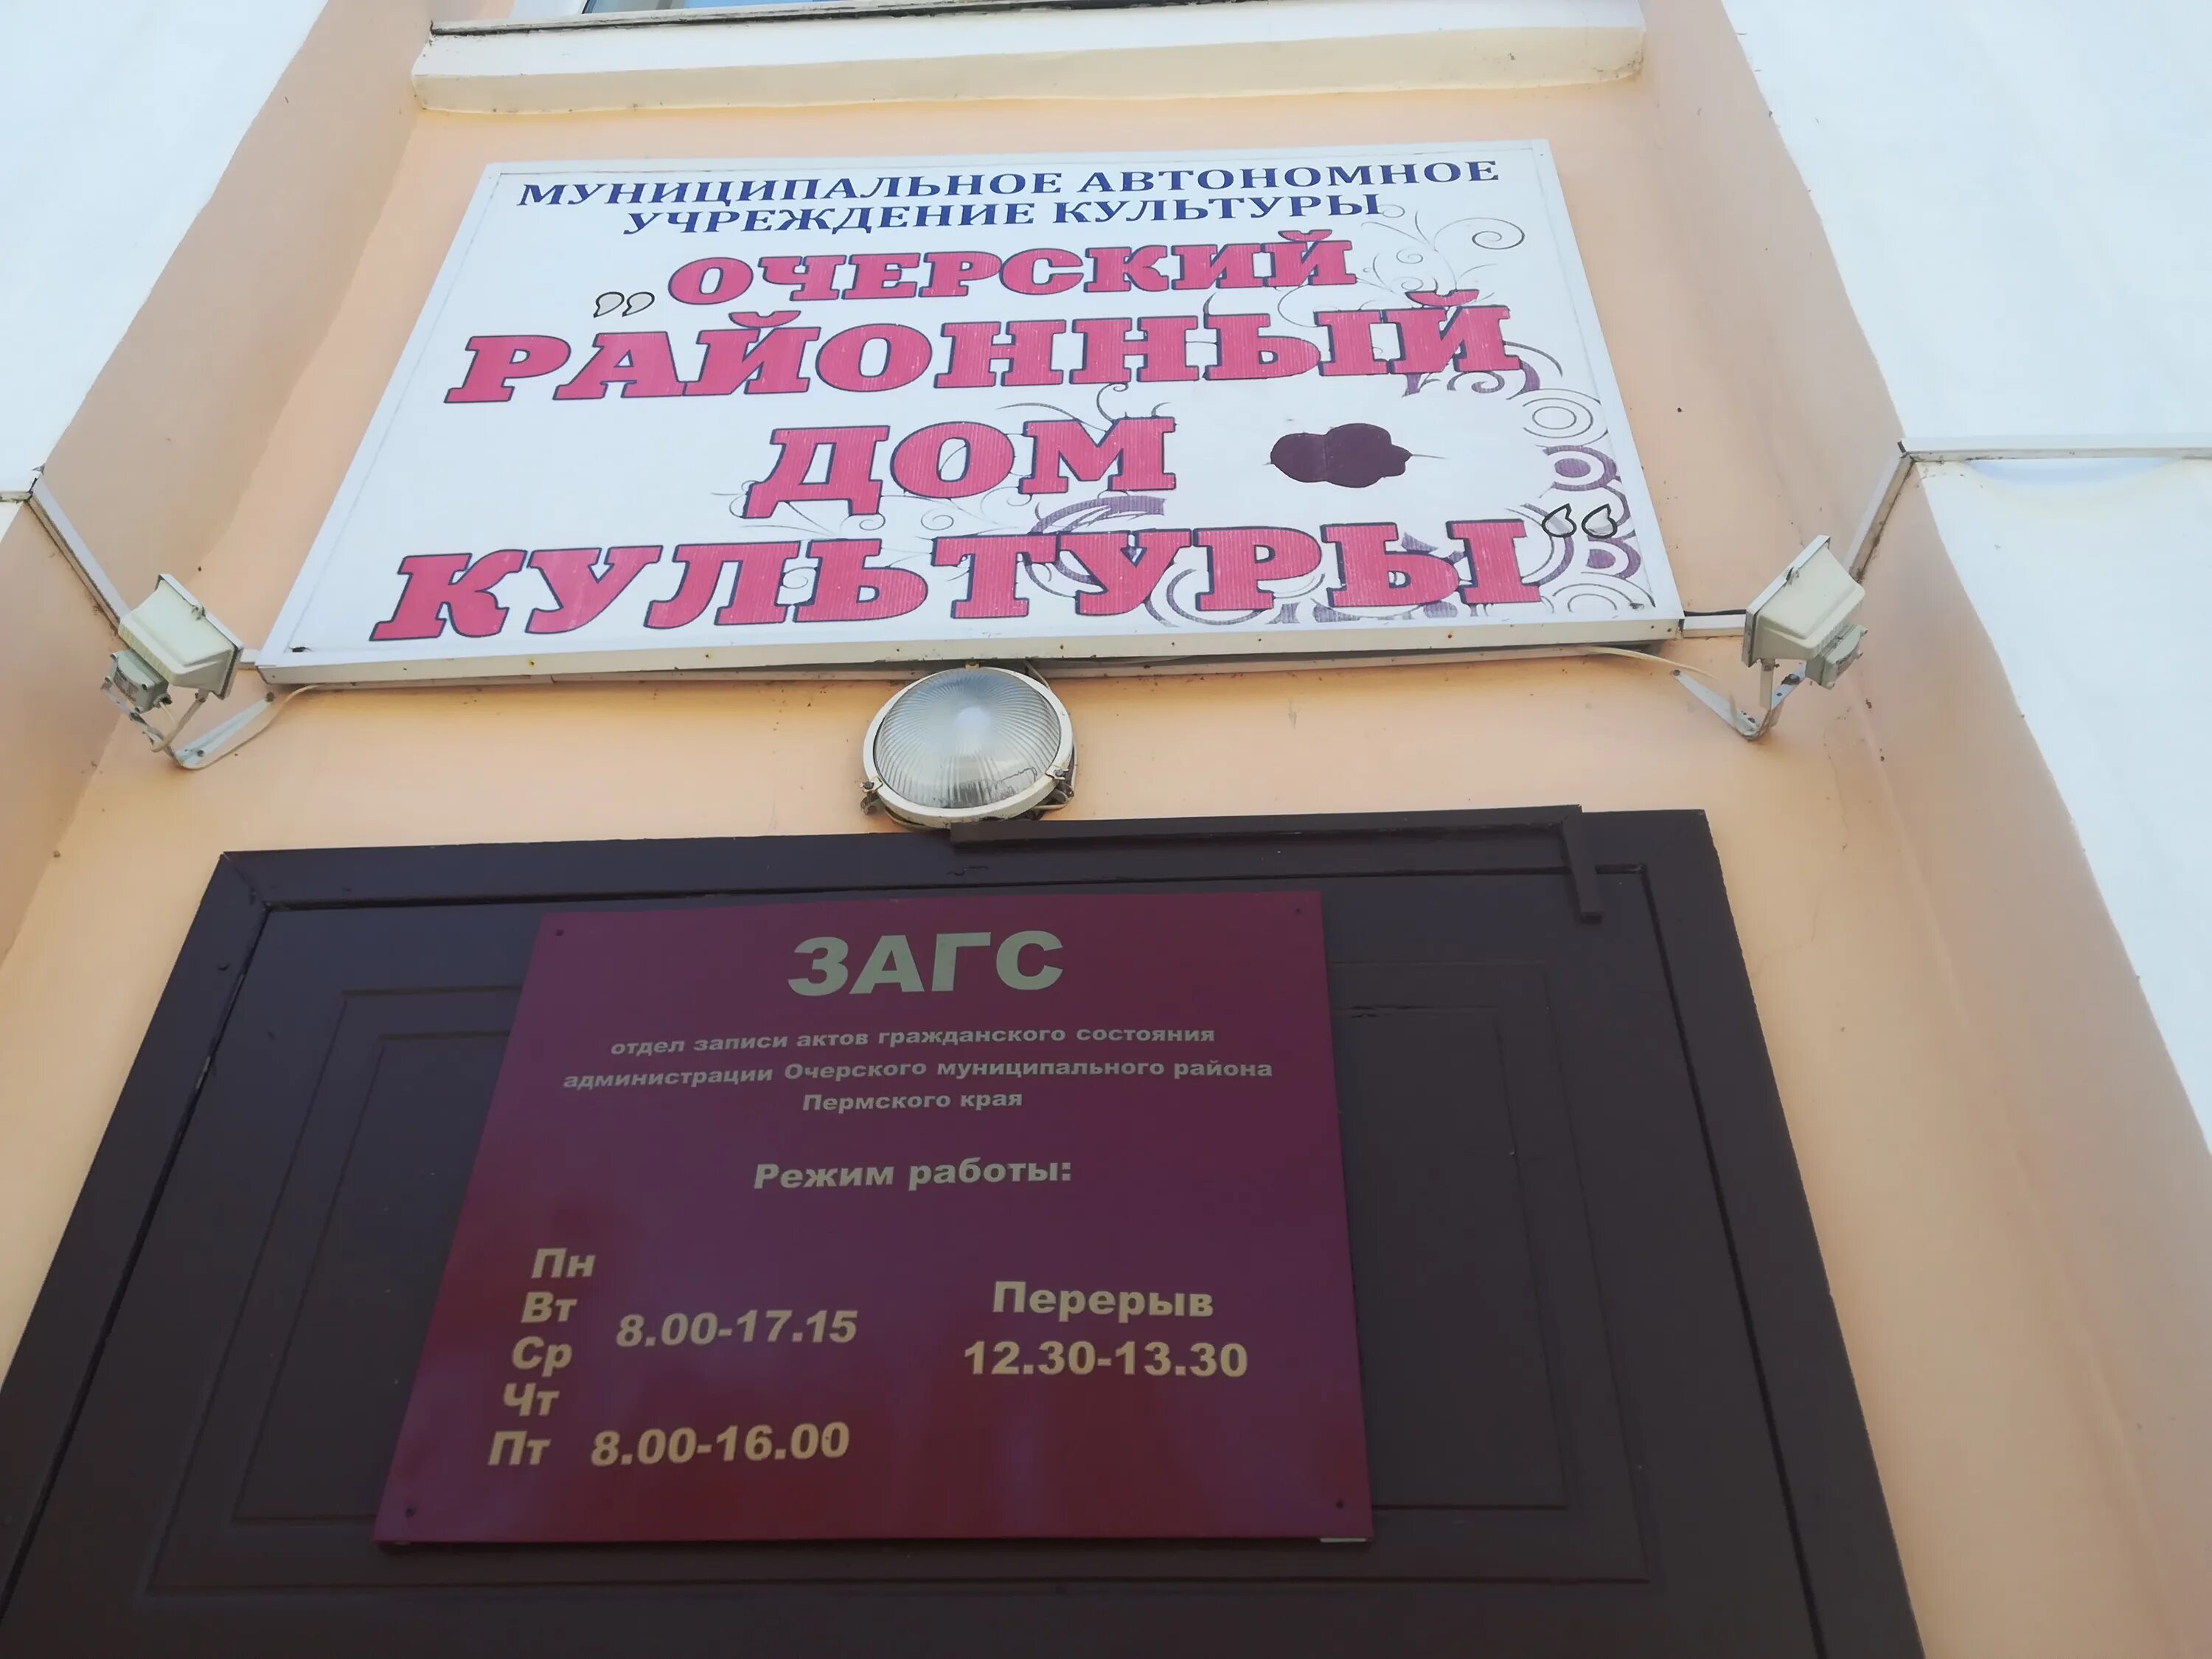 МУНИЦИПАЛЬНОЕ АВТОНОМНОЕ
УЧРЕЖДЕНИЕ КУЛЬТУРЫ
"ОЧЕРСКИЙ
РАЙОННЫЙ
ДОМ
КУЛЬТУРЫ"
ЗАГС
отдел записи актов гражданского состояния
администрации Очерского муниципального района
Пермского края
Режим работы:
Пн
Вт
Ср
Чт
8.00-17.15
Пт 8.00-16.00
Перерыв
12.30-13.30